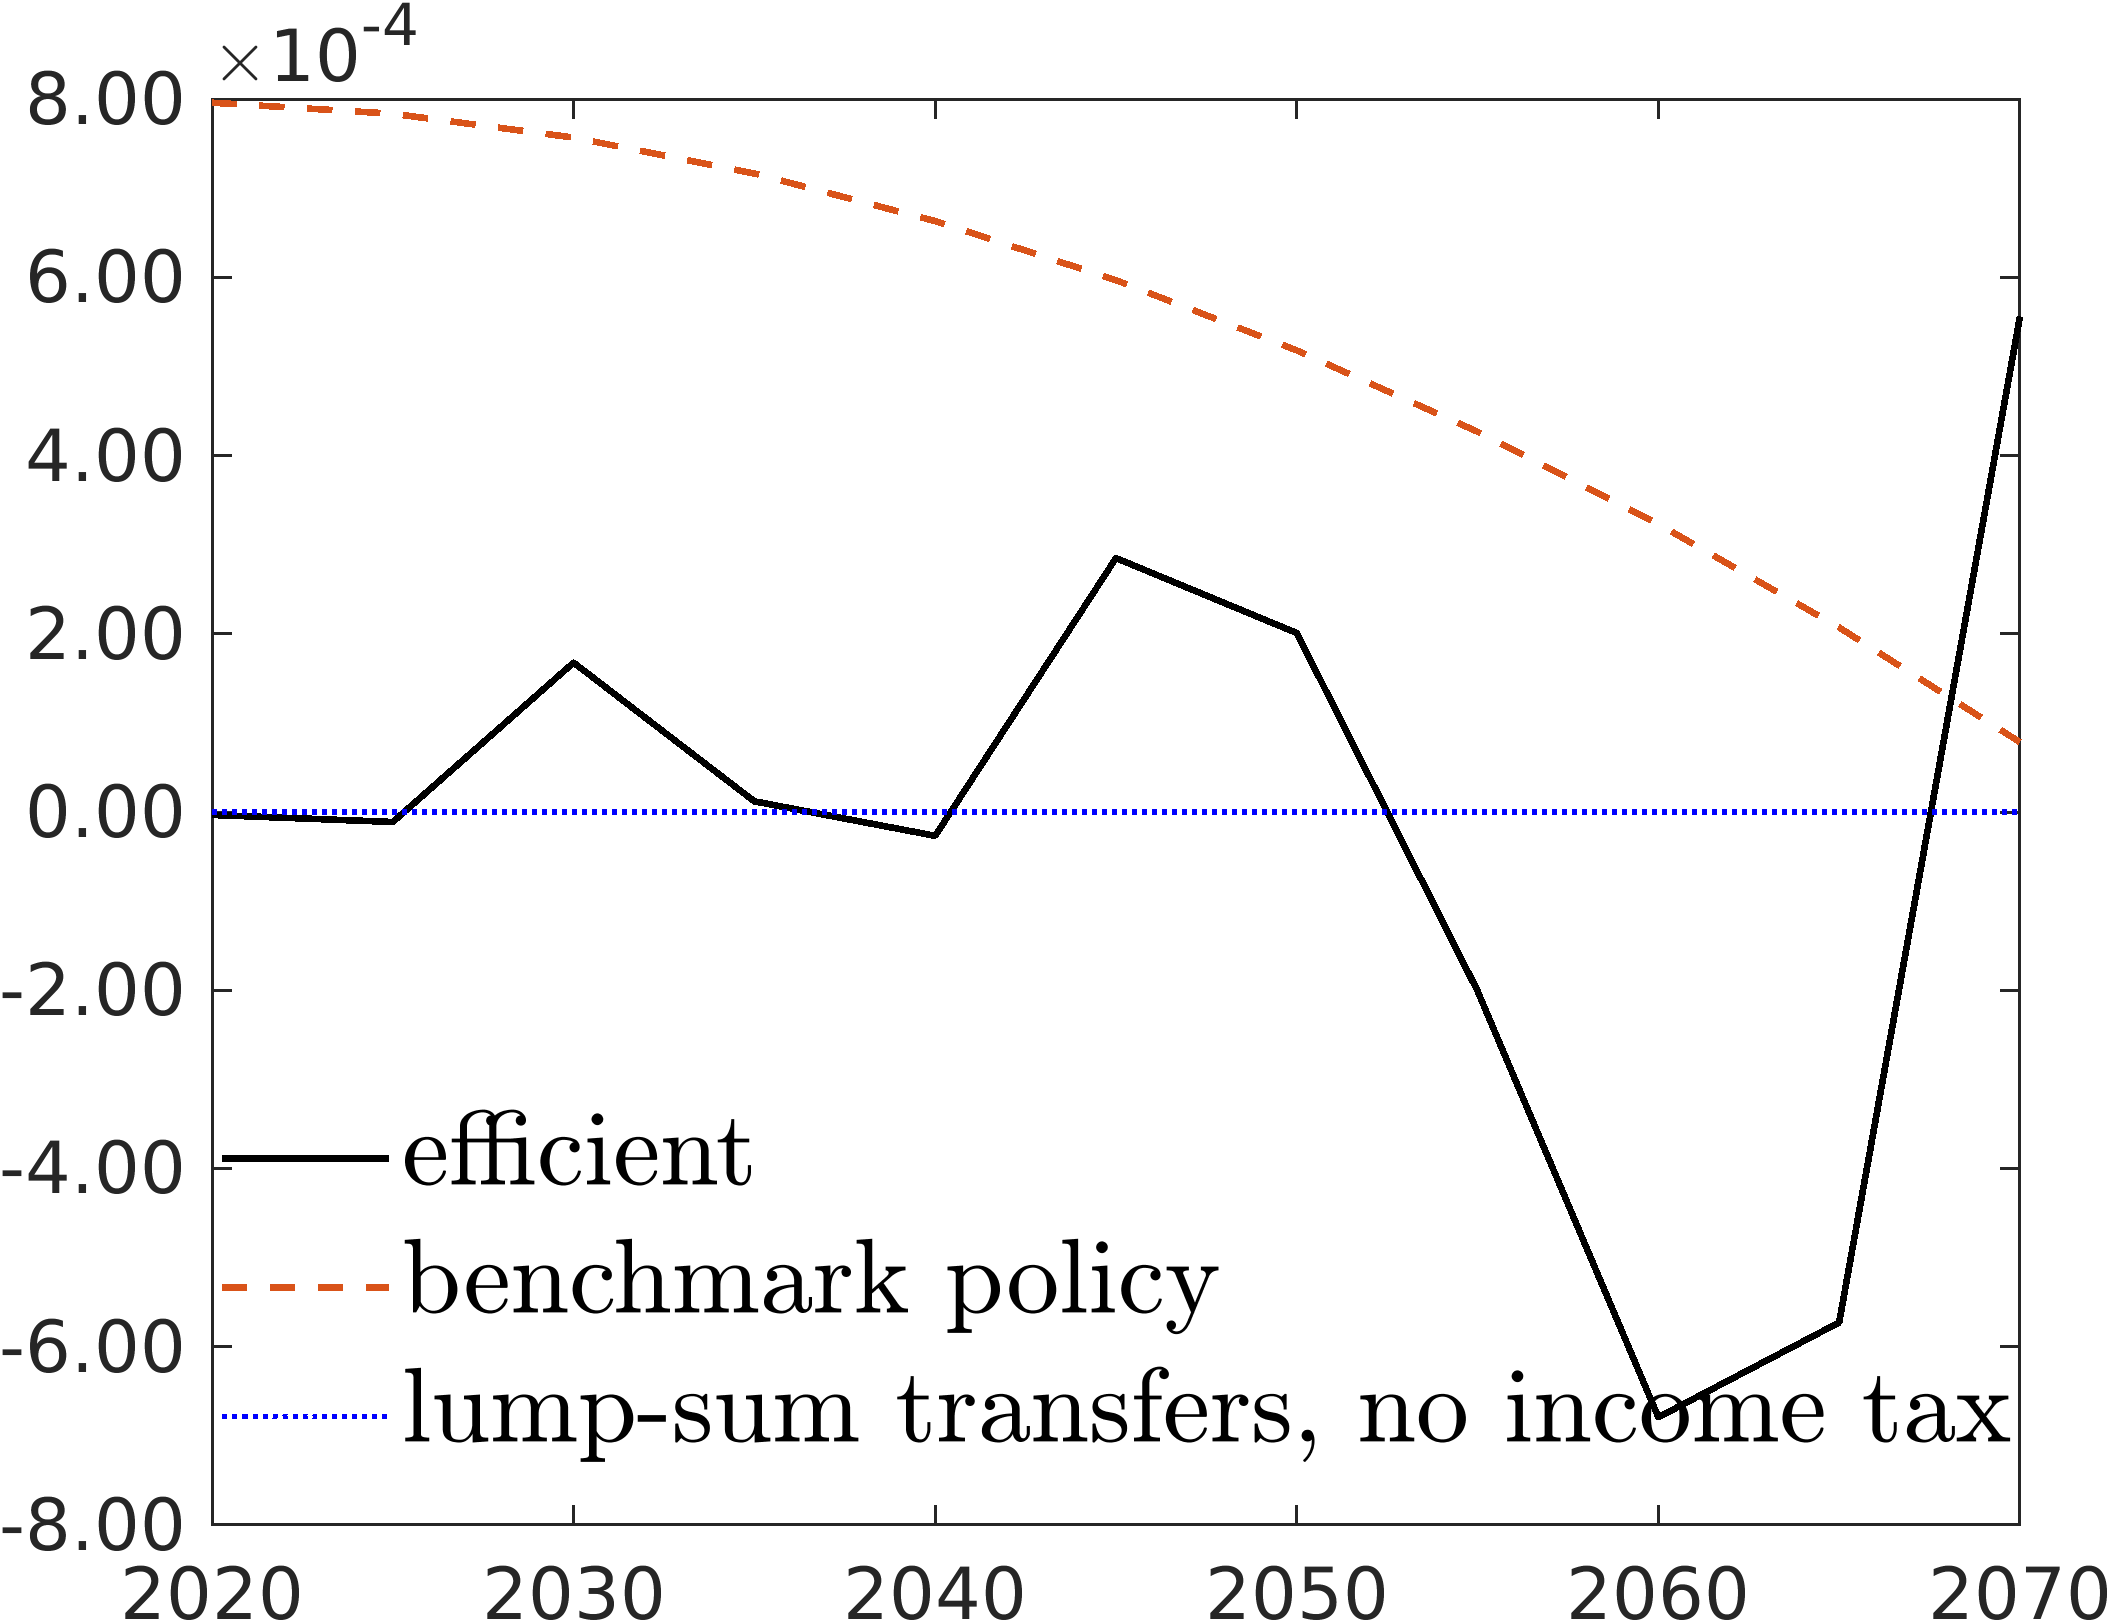 ×10-4
8.00
6.00
4.00
2.00
0.00
-2.00
-4.00
-6.00
-8.00
efficient
benchmark policy
lump-sum transfers, no income tax
2020 2030 2040 2050 2060 2070